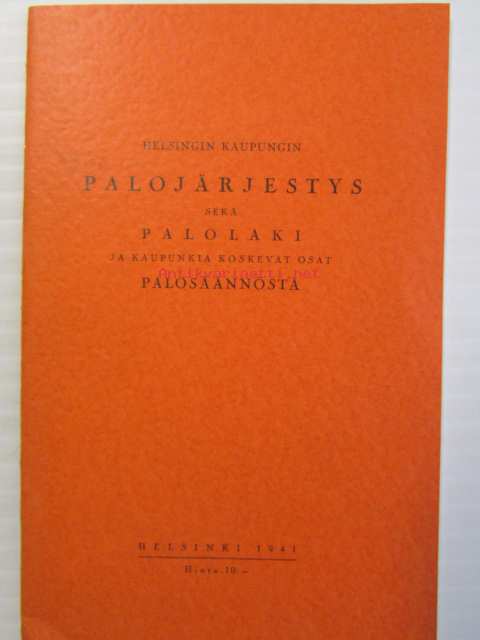 HELSINGIN KAUPUNGIN
PALOJÄRJESTYS
SEKÄ
PALOLAKI
JA KAUPUNKIA KOSKEVAT OSAT
Antikvariaatti.net
PALOSÄÄNNÖSTÄ
HELSINKI 1941
Hinta 10:—